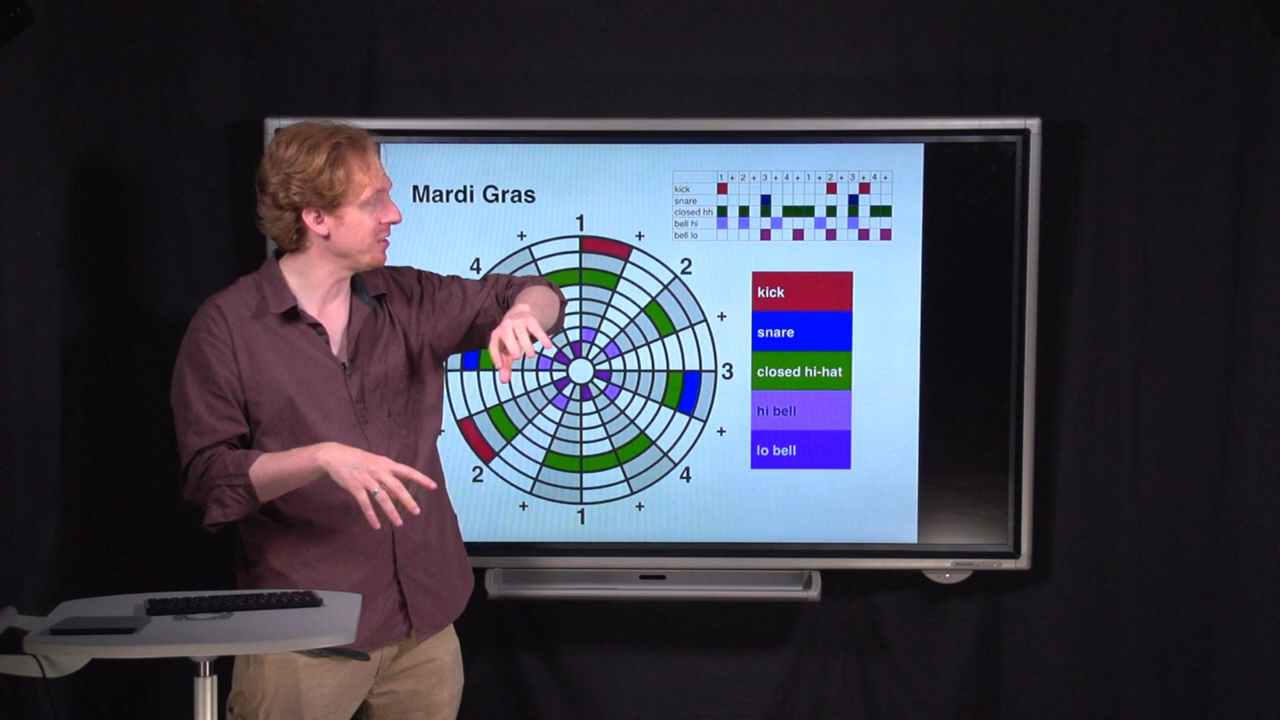 Mardi Gras
1 + 2 + 3 + 4 + 1 + 2 + 3 + 4 +
kick
snare
closed hh
bell hi
bell lo
1
+ +
4 2
+
3
+ +
2 4
+ +
1
kick
snare
closed hi-hat
hi bell
lo bell